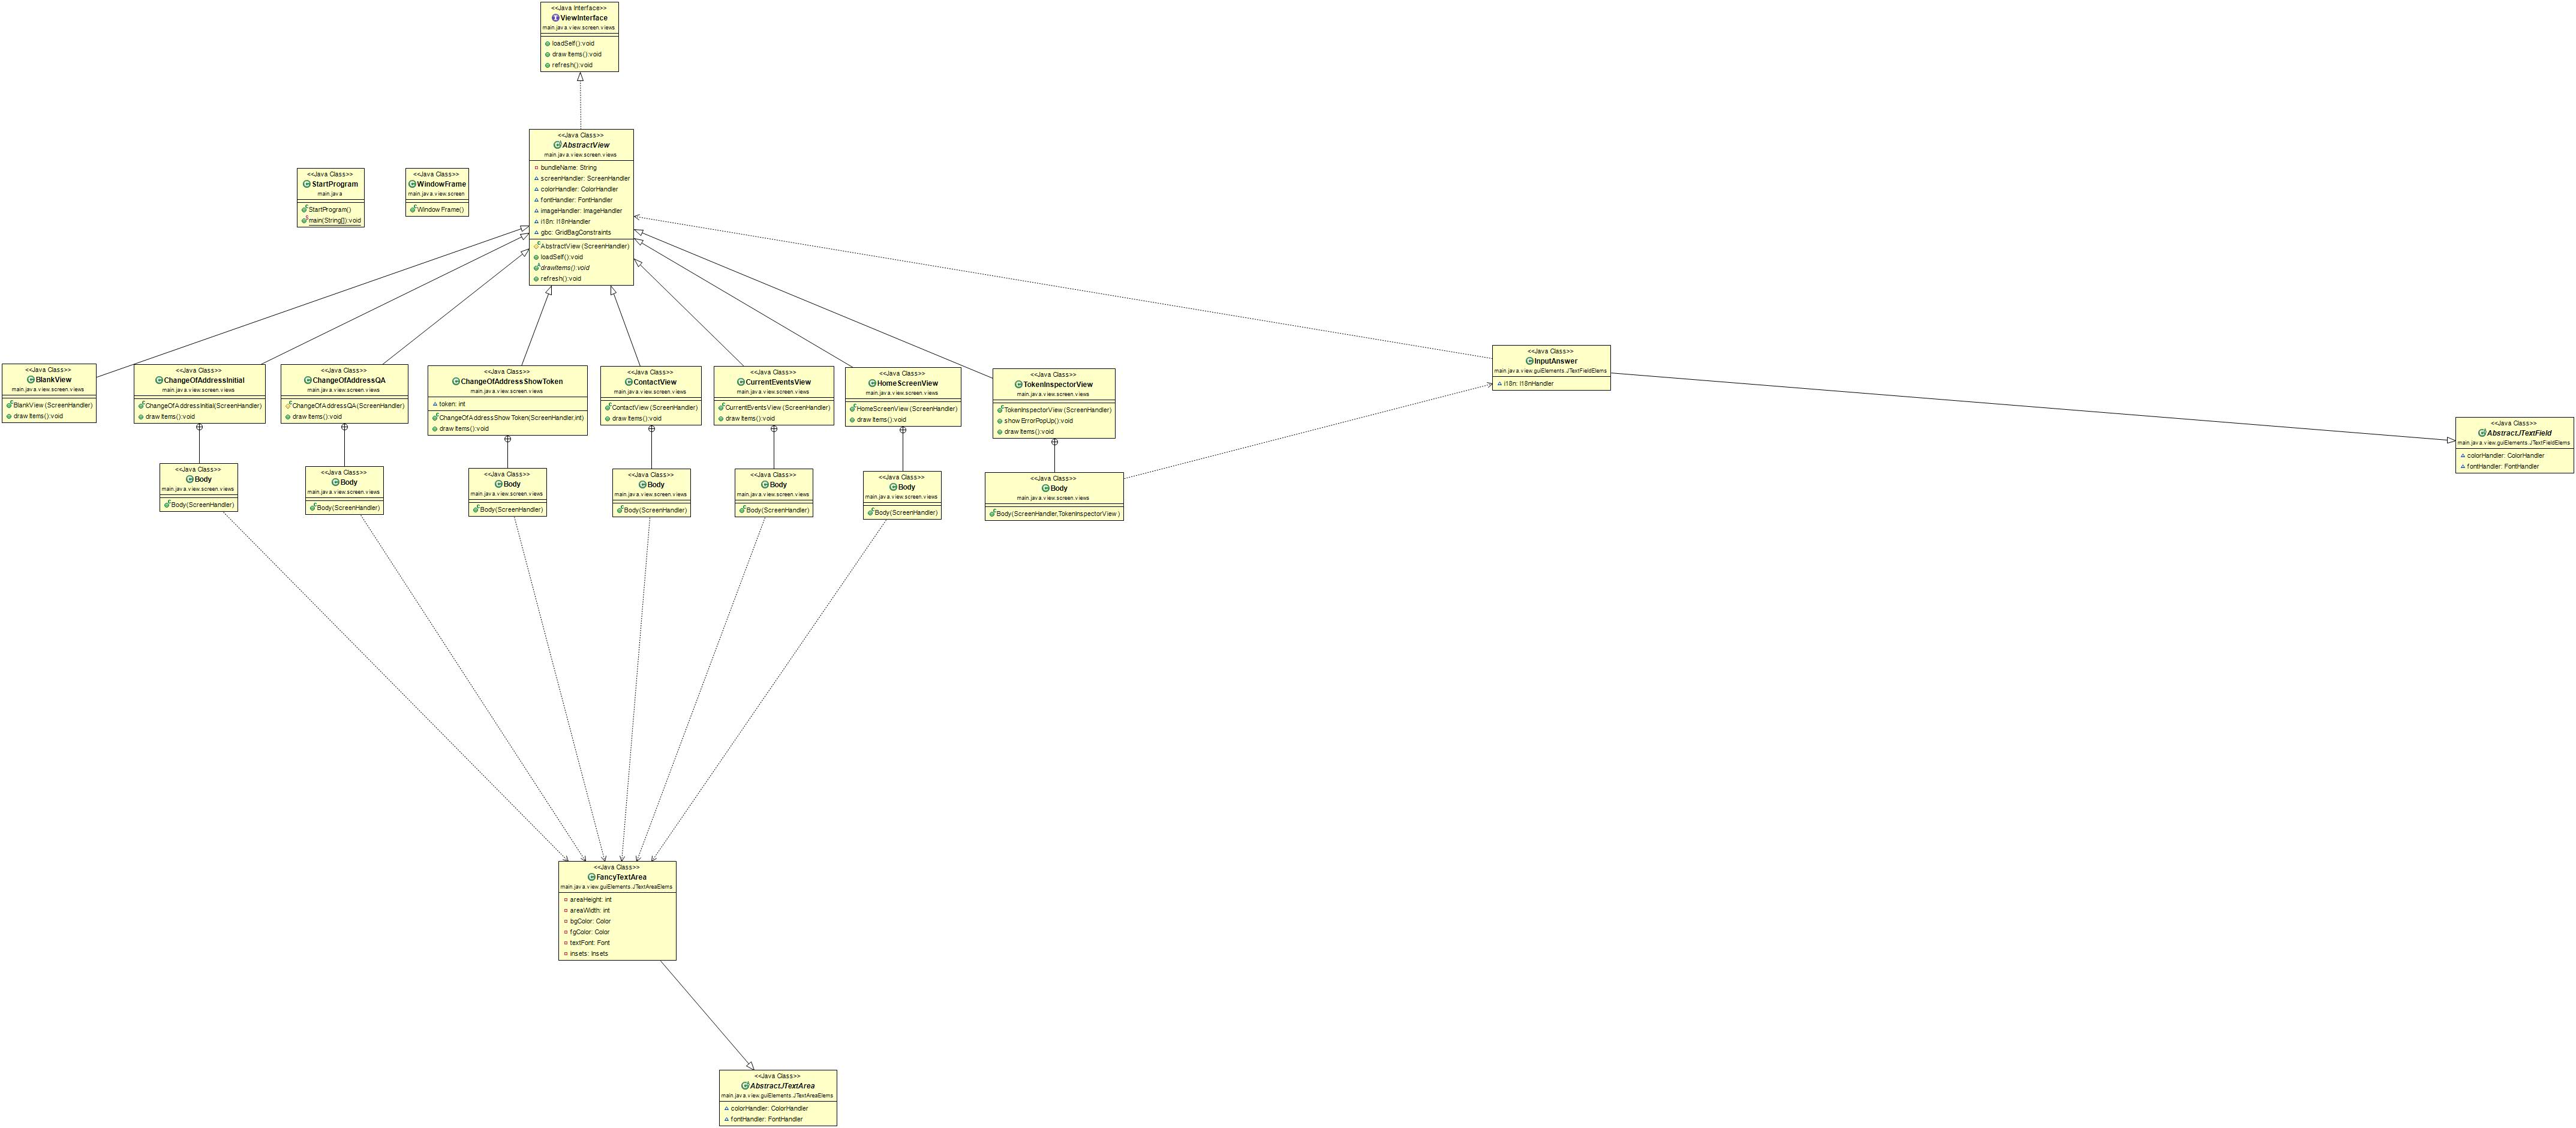 <<Java Interface>>
ViewInterface
main.java.view.screen.views
loadSelf():void
drawItems():void
refresh():void
<<Java Class>>
AbstractView
main.java.view.screen.views
bundleName: String
screenHandler: ScreenHandler
colorHandler: ColorHandler
fontHandler: FontHandler
imageHandler: ImageHandler
i18n: I18nHandler
gbc: GridBagConstraints
AbstractView(ScreenHandler)
loadSelf():void
drawItems():void
refresh():void
<<Java Class>>
StartProgram
main.java
StartProgram()
main(String[]):void
<<Java Class>>
WindowFrame
main.java.view.screen
WindowFrame()
<<Java Class>>
BlankView
main.java.view.screen.views
BlankView(ScreenHandler)
drawItems():void
<<Java Class>>
ChangeOfAddressInitial
main.java.view.screen.views
ChangeOfAddressInitial(ScreenHandler)
drawItems():void
<<Java Class>>
ChangeOfAddressQA
main.java.view.screen.views
ChangeOfAddressQA(ScreenHandler)
drawItems():void
<<Java Class>>
ChangeOfAddressShowToken
main.java.view.screen.views
token: int
ChangeOfAddressShowToken(ScreenHandler,int)
drawItems():void
<<Java Class>>
ContactView
main.java.view.screen.views
ContactView(ScreenHandler)
drawItems():void
<<Java Class>>
CurrentEventsView
main.java.view.screen.views
CurrentEventsView(ScreenHandler)
drawItems():void
<<Java Class>>
HomeScreenView
main.java.view.screen.views
HomeScreenView(ScreenHandler)
drawItems():void
<<Java Class>>
TokenInspectorView
main.java.view.screen.views
TokenInspectorView(ScreenHandler)
showErrorPopUp():void
drawItems():void
<<Java Class>>
InputAnswer
main.java.view.guiElements.JTextFieldElems
i18n: I18nHandler
<<Java Class>>
AbstractJTextField
main.java.view.guiElements.JTextFieldElems
colorHandler: ColorHandler
fontHandler: FontHandler
<<Java Class>>
Body
main.java.view.screen.views
Body(ScreenHandler)
<<Java Class>>
Body
main.java.view.screen.views
Body(ScreenHandler)
<<Java Class>>
Body
main.java.view.screen.views
Body(ScreenHandler)
<<Java Class>>
Body
main.java.view.screen.views
Body(ScreenHandler)
<<Java Class>>
Body
main.java.view.screen.views
Body(ScreenHandler)
<<Java Class>>
Body
main.java.view.screen.views
Body(ScreenHandler)
<<Java Class>>
Body
main.java.view.screen.views
Body(ScreenHandler,TokenInspectorView)
<<Java Class>>
FancyTextArea
main.java.view.guiElements.JTextAreaElems
areaHeight: int
areaWidth: int
bgColor: Color
fgColor: Color
textFont: Font
insets: Insets
<<Java Class>>
AbstractJTextArea
main.java.view.guiElements.JTextAreaElems
colorHandler: ColorHandler
fontHandler: FontHandler